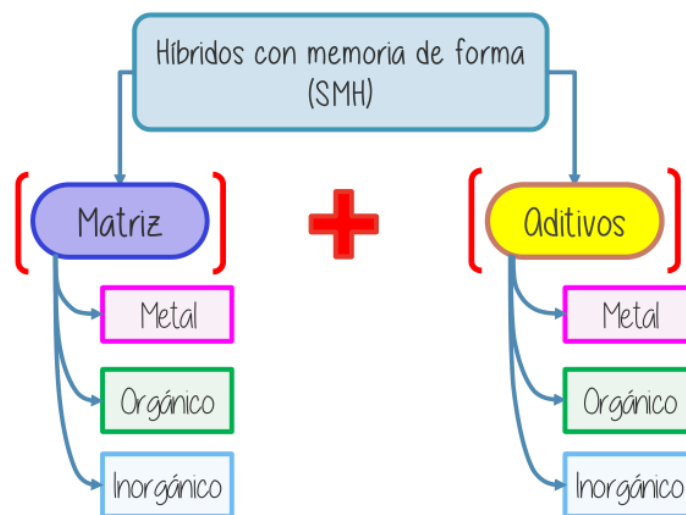 Híbridos con memoria de forma
(SMH)
Matriz
Aditivos
Metal
Orgánico
Inorgánico
Metal
Orgánico
Inorgánico